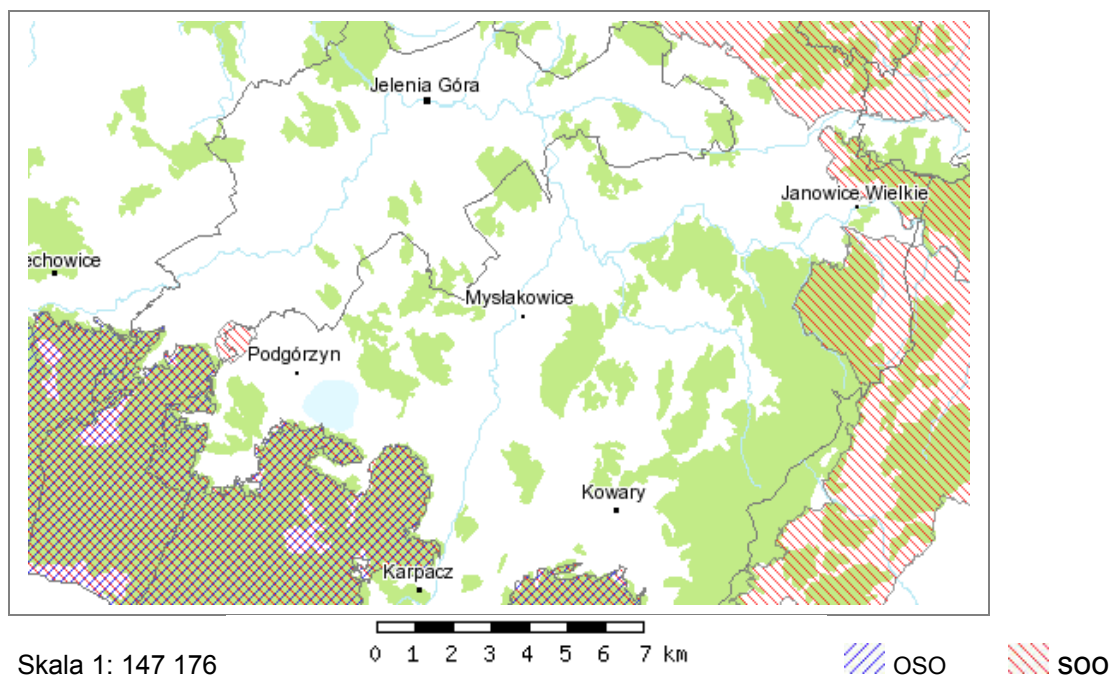 Jelenia Góra
Janowice Wielkie
echowice
Mysłakowice
Podgórzyn
Kowary
Karpacz
0 1 2 3 4 5 6 7 km
Skala 1: 147 176
OSO
SOO